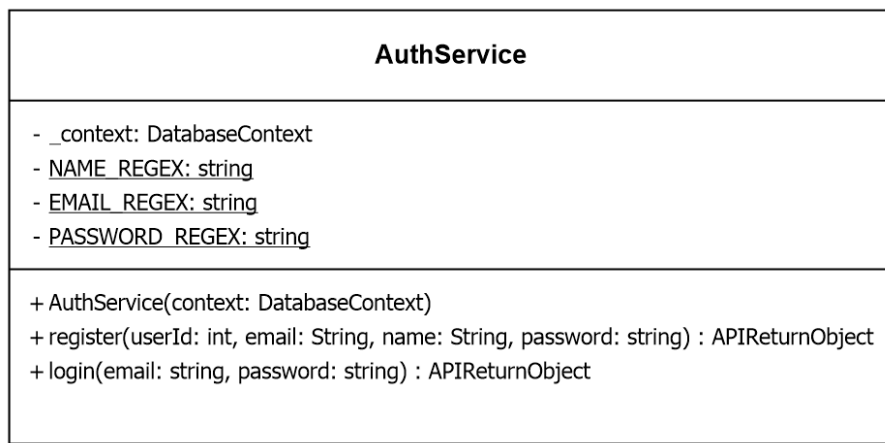 AuthService
- _context: DatabaseContext
- NAME_REGEX: string
- EMAIL_REGEX: string
- PASSWORD_REGEX: string
+ AuthService(context: DatabaseContext)
+ register(userId: int, email: String, name: String, password: string) : APIReturnObject
+ login(email: string, password: string) : APIReturnObject